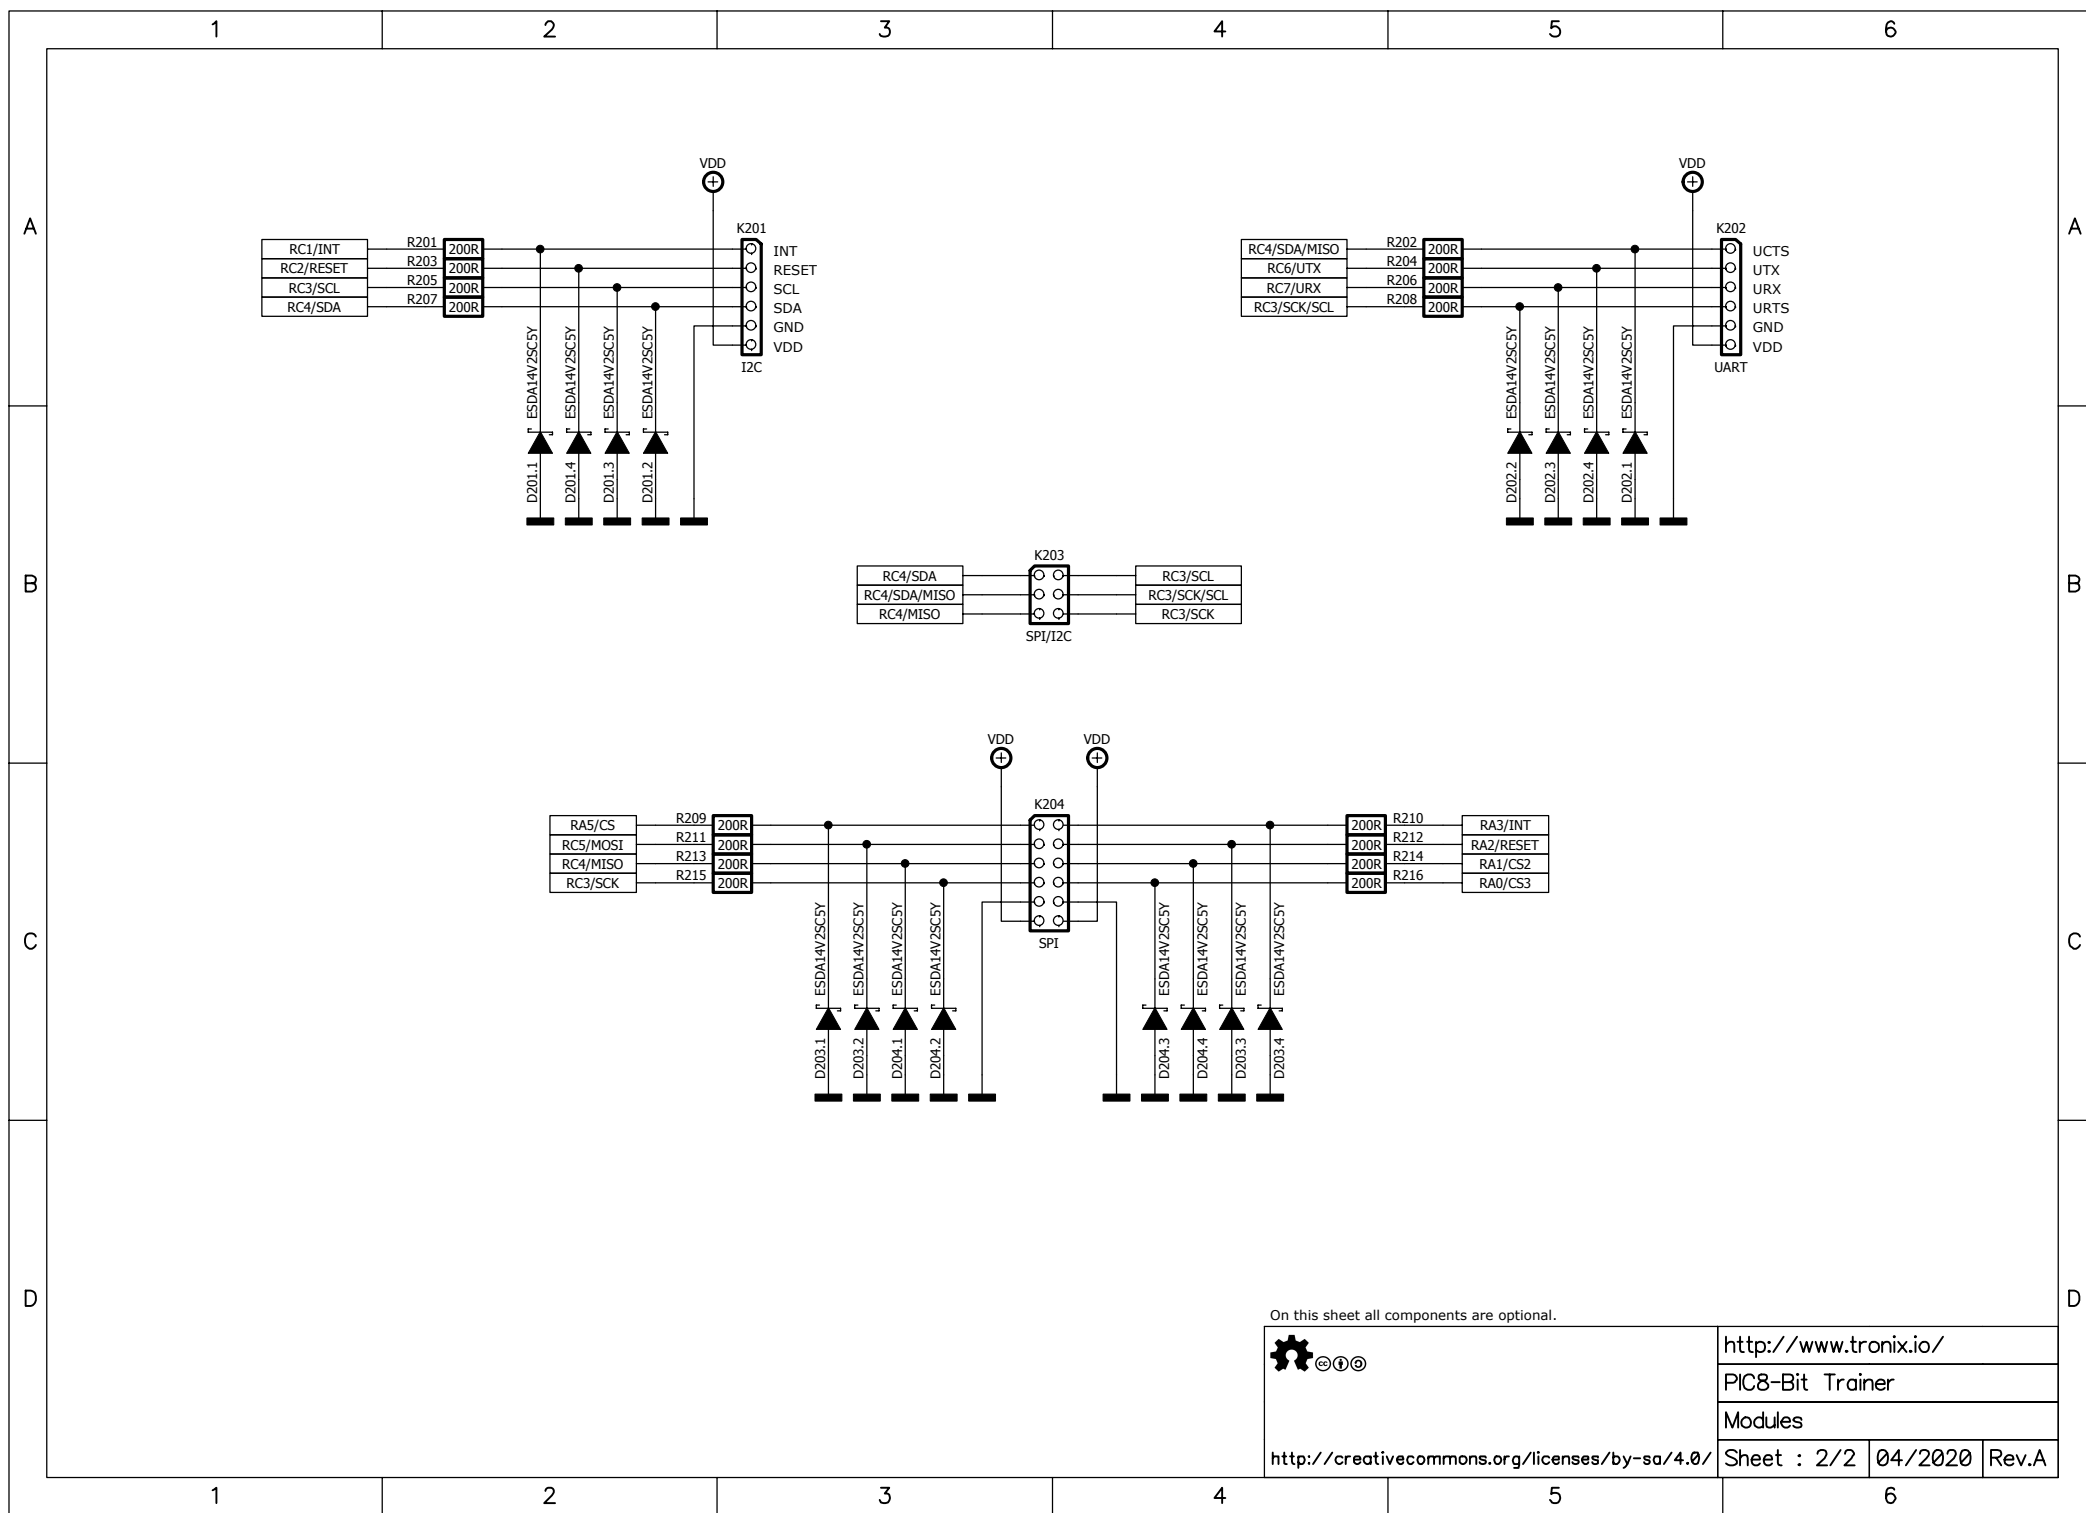 1 2 3 4 5 6
A A
VDD
K201
RC1/INT R201 200R INT
RC2/RESET R203 200R RESET
RC3/SCL R205 200R SCL
RC4/SDA R207 200R SDA
GND
VDD
I2C
ESDA14V2SC5Y ESDA14V2SC5Y ESDA14V2SC5Y ESDA14V2SC5Y
D201.1 D201.4 D201.3 D201.2
VDD
K202
RC4/SDA/MISO R202 200R UCTS
RC6/UTX R204 200R UTX
RC7/URX R206 200R URX
RC3/SCK/SCL R208 200R URTS
GND
VDD
UART
ESDA14V2SC5Y ESDA14V2SC5Y ESDA14V2SC5Y ESDA14V2SC5Y
D202.2 D202.3 D202.4 D202.1
B B
K203
RC4/SDA RC3/SCL
RC4/SDA/MISO RC3/SCK/SCL
RC4/MISO RC3/SCK
SPI/I2C
VDD VDD
K204
RA5/CS R209 200R 200R R210 RA3/INT
RC5/MOSI R211 200R 200R R212 RA2/RESET
RC4/MISO R213 200R 200R R214 RA1/CS2
RC3/SCK R215 200R 200R R216 RA0/CS3
SPI
C C
ESDA14V2SC5Y ESDA14V2SC5Y ESDA14V2SC5Y ESDA14V2SC5Y ESDA14V2SC5Y ESDA14V2SC5Y ESDA14V2SC5Y ESDA14V2SC5Y
D203.1 D203.2 D204.1 D204.2 D204.3 D204.4 D203.3 D203.4
D D
On this sheet all components are optional.
cc
http://www.tronix.io/
PIC8-Bit Trainer
Modules
http://creativecommons.org/licenses/by-sa/4.0/ Sheet : 2/2 04/2020 Rev.A
1 2 3 4 5 6